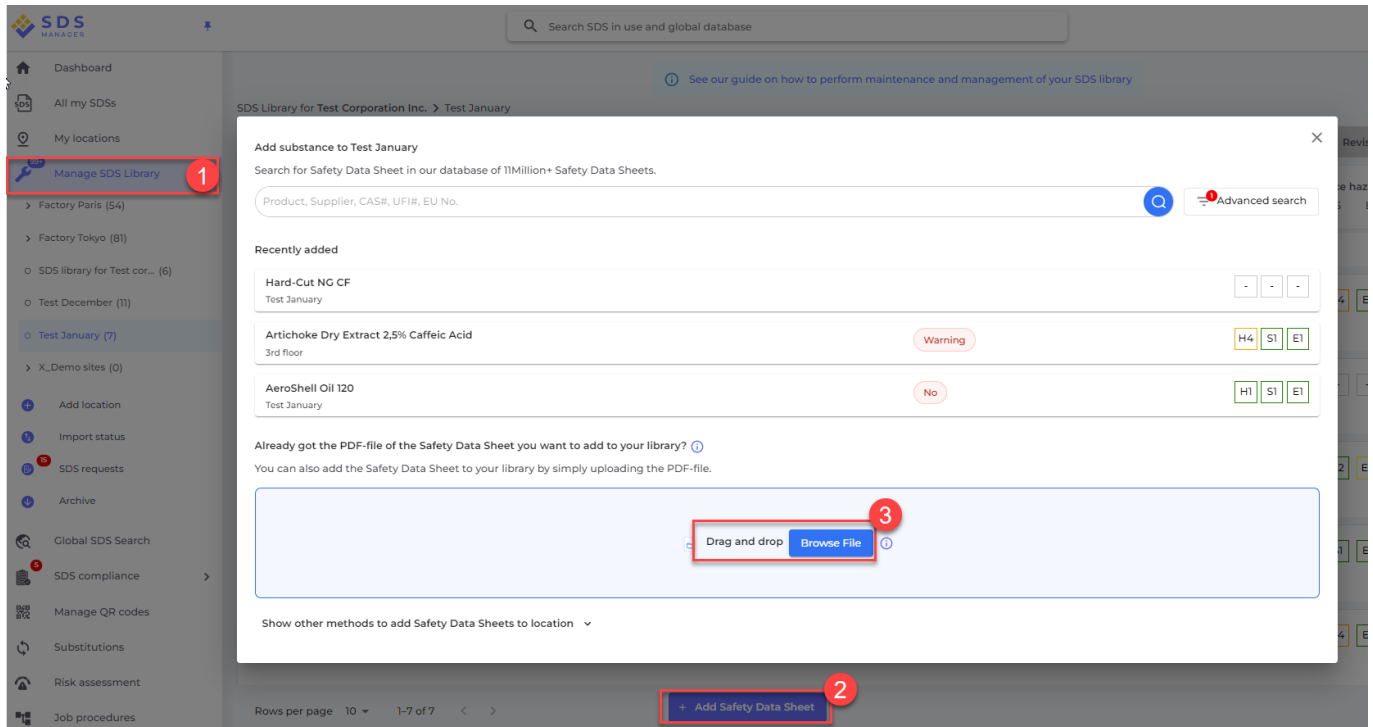 SDS
MANAGER
Search SDS in use and global database
Dashboard
All my SDSs
My locations
99+
Manage SDS Library
1
Factory Paris (54)
Factory Tokyo (81)
SDS library for Test cor... (6)
Test December (11)
Test January (7)
X_Demo sites (0)
Add location
Import status
15
SDS requests
Archive
Global SDS Search
5
SDS compliance
Manage QR codes
Substitutions
Risk assessment
Job procedures
See our guide on how to perform maintenance and management of your SDS library
SDS Library for Test Corporation Inc. > Test January
Add substance to Test January
Search for Safety Data Sheet in our database of 11Million+ Safety Data Sheets.
Product, Supplier, CAS#, UFI#, EU No.
1
Advanced search
Recently added
Hard-Cut NG CF
Test January
- - -
Artichoke Dry Extract 2,5% Caffeic Acid
3rd floor
Warning
H4 S1 E1
AeroShell Oil 120
Test January
No
H1 S1 E1
Already got the PDF-file of the Safety Data Sheet you want to add to your library?
You can also add the Safety Data Sheet to your library by simply uploading the PDF-file.
3
Drag and drop
Browse File
Show other methods to add Safety Data Sheets to location
Rows per page 10
1-7 of 7
2
+ Add Safety Data Sheet